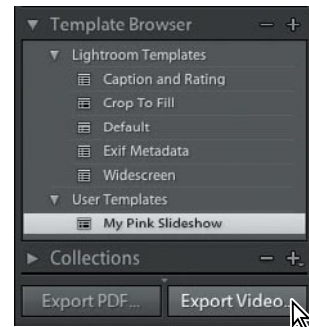 Template Browser
Lightroom Templates
Caption and Rating
Crop To Fill
Default
Exif Metadata
Widescreen
User Templates
My Pink Slideshow
Collections
Export PDF... Export Video...